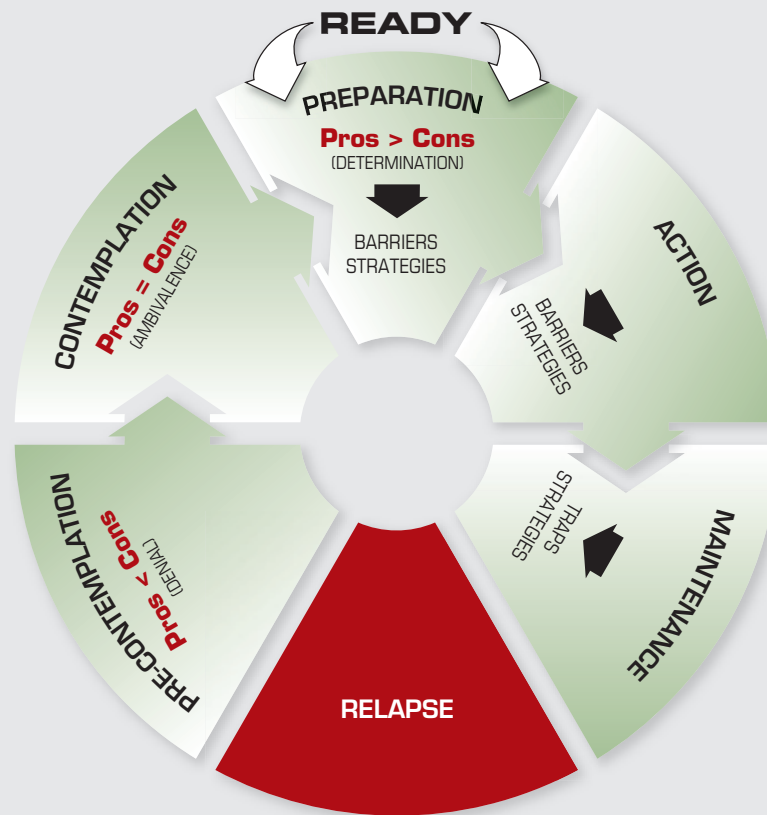 READY
PREPARATION
Pros > Cons
(DETERMINATION)
BARRIERS
STRATEGIES
ACTION
BARRIERS
STRATEGIES
MAINTENANCE
TRAPS
STRATEGIES
RELAPSE
PRE-CONTEMPLATION
Pros < Cons
(DENIAL)
CONTEMPLATION
Pros = Cons
(AMBIVALENCE)